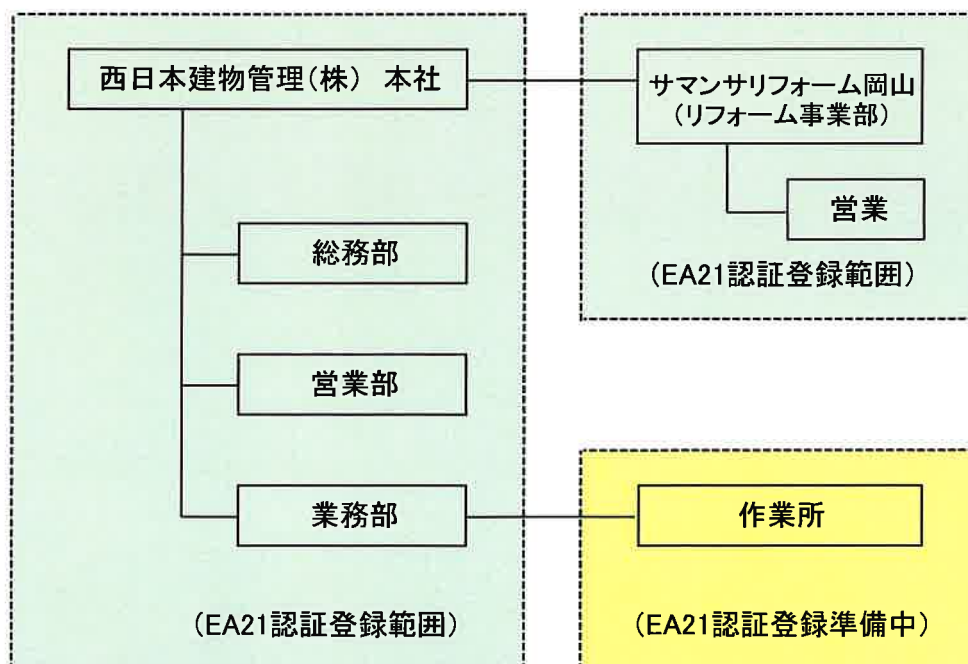 西日本建物管理(株) 本社
サマンサリフォーム岡山
(リフォーム事業部)
営業
(EA21認証登録範囲)
総務部
営業部
業務部
(EA21認証登録範囲)
作業所
(EA21認証登録準備中)